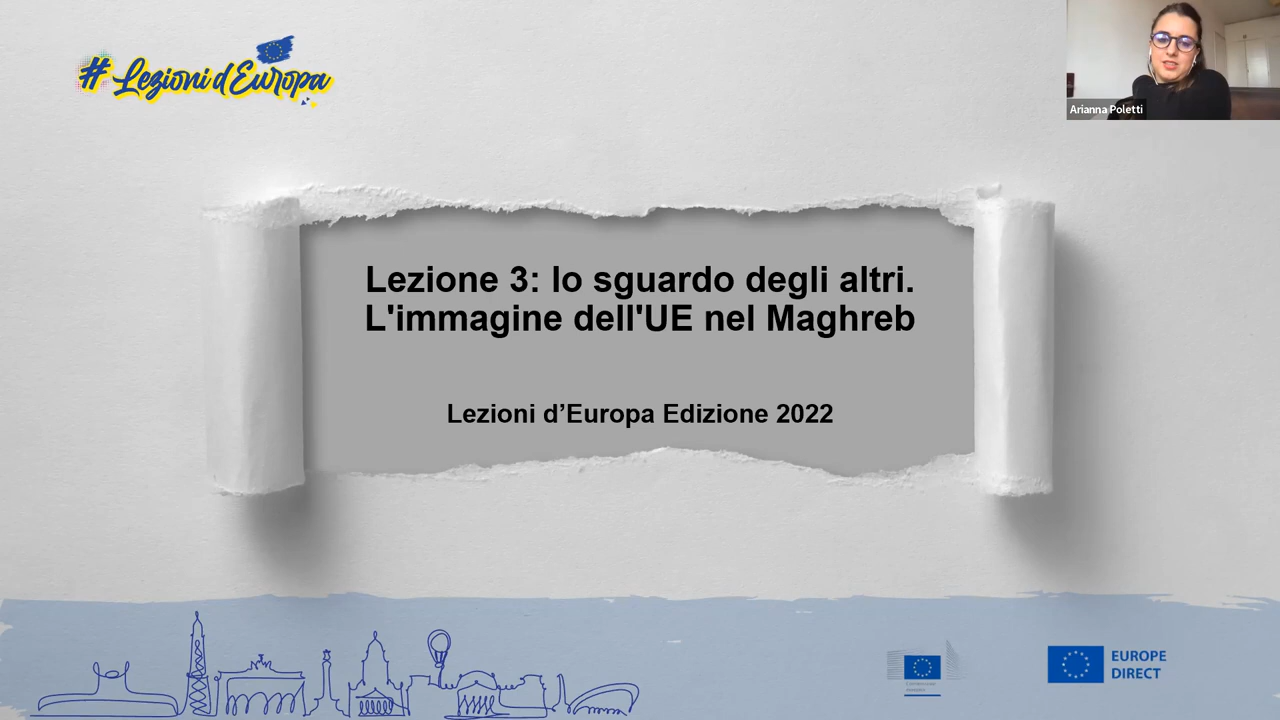 #Lezioni d'Europa
Arianna Poletti
Lezione 3: lo sguardo degli altri.
L'immagine dell'UE nel Maghreb
Lezioni d’Europa Edizione 2022
EUROPE
DIRECT